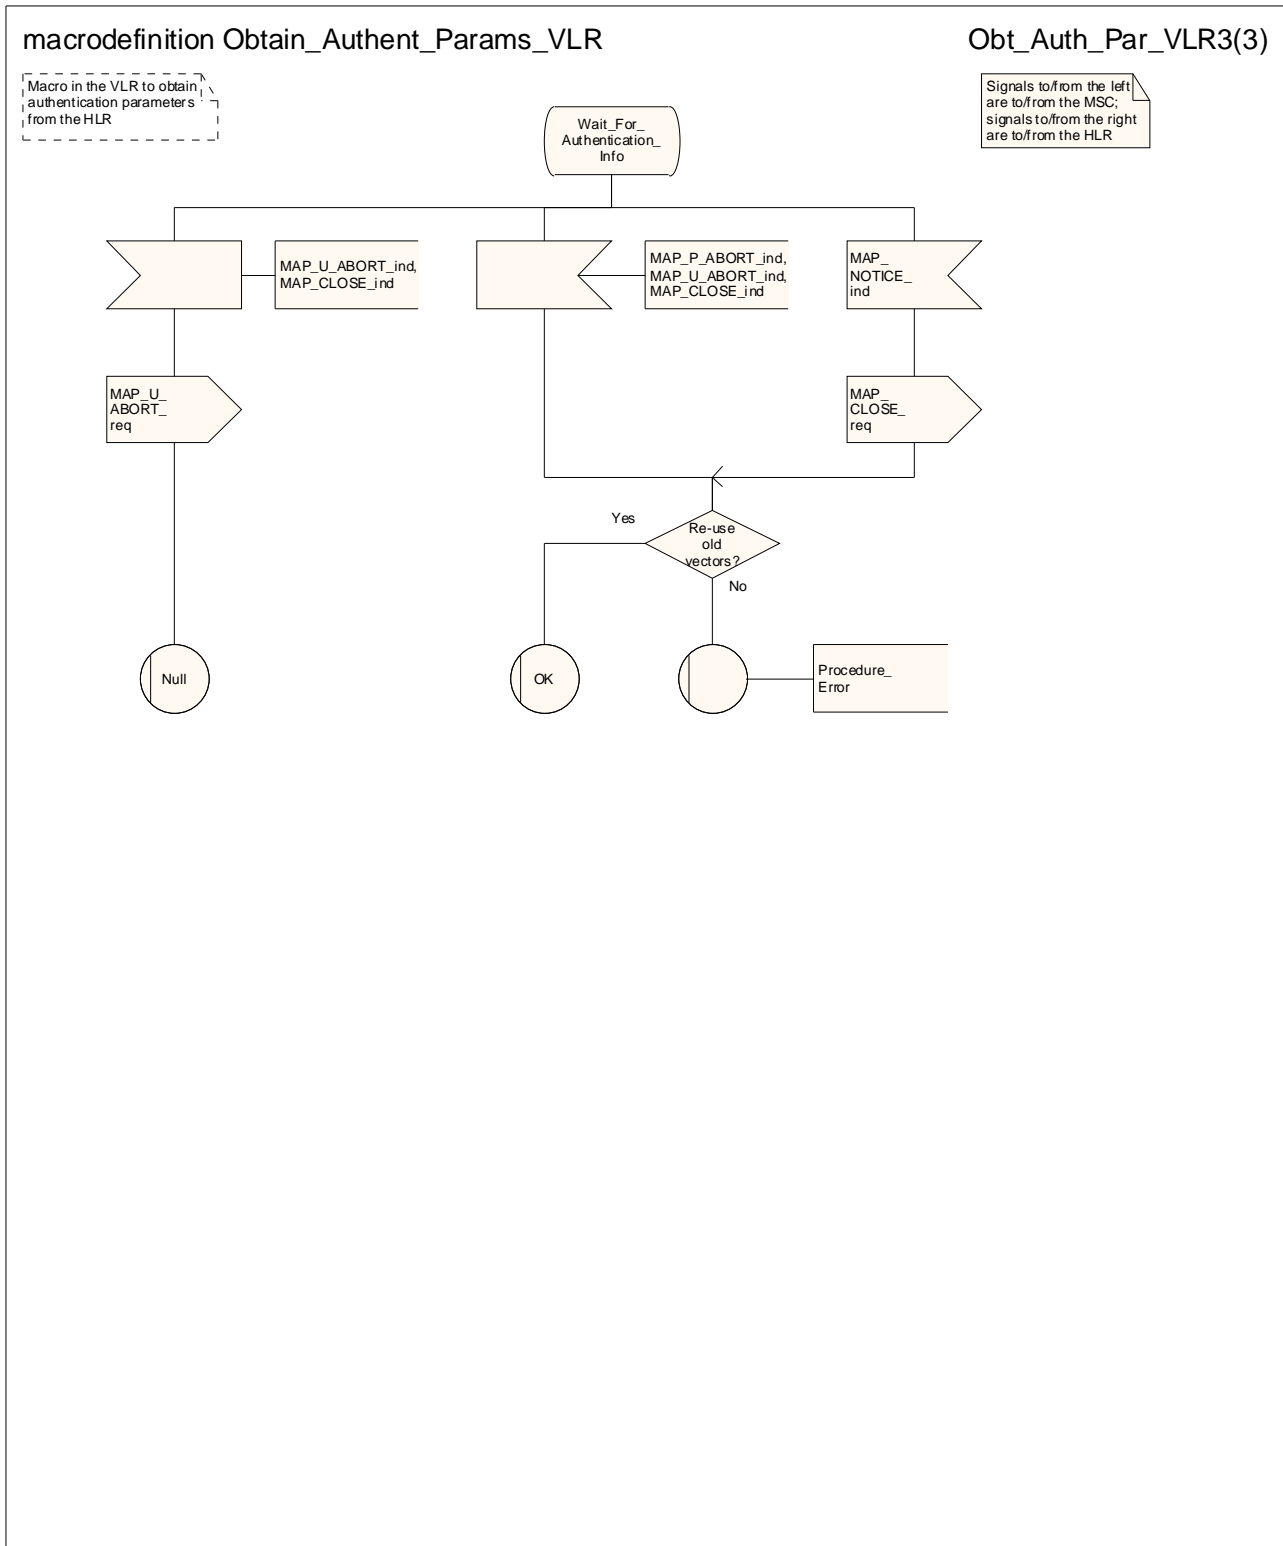 macrodefinition Obtain_Authent_Params_VLR
Obt_Auth_Par_VLR3(3)
Macro in the VLR to obtain
authentication parameters
from the HLR
Signals to/from the left
are to/from the MSC;
signals to/from the right
are to/from the HLR
Wait_For_
Authentication_
Info
MAP_U_ABORT_ind,
MAP_CLOSE_ind
MAP_P_ABORT_ind,
MAP_U_ABORT_ind,
MAP_CLOSE_ind
MAP_
NOTICE_
ind
MAP_U_
ABORT_
req
MAP_
CLOSE_
req
Yes
Re-use
old
vectors?
No
Null
OK
Procedure_
Error